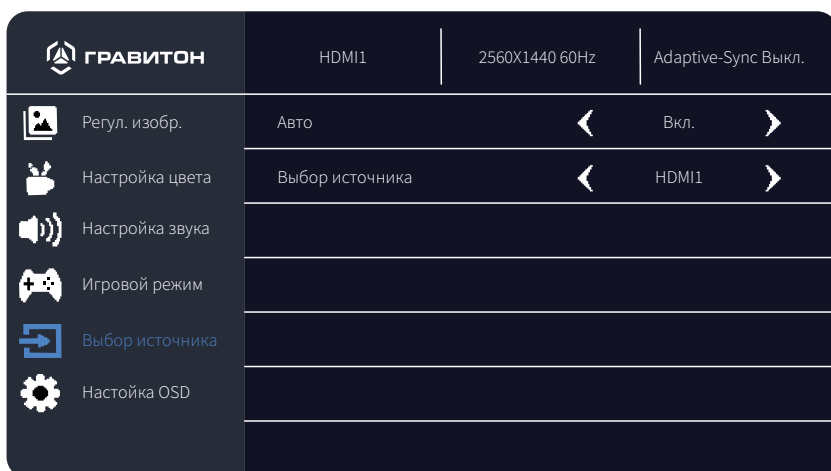 ГРАВИТОН
HDMI1
2560X1440 60Hz
Adaptive-Sync Выкл.
Регул. изобр.
Авто
Вкл.
Настройка цвета
Выбор источника
HDMI1
Настройка звука
Игровой режим
Выбор источника
Настойка OSD